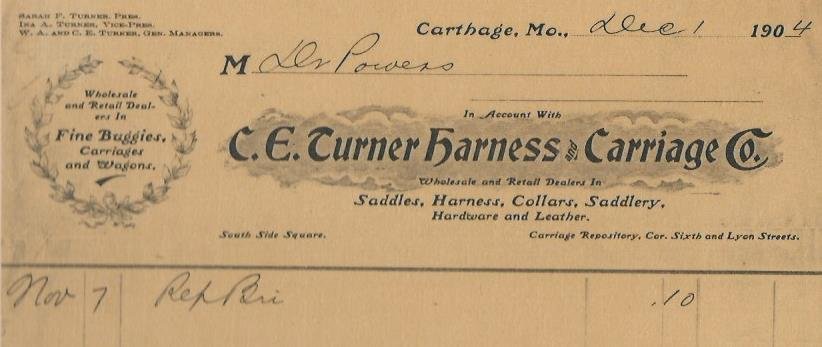 Sarah F. Turner, Pres.
Ina A. Turner, Vice-Pres.
W. A. and C. E. Turner, Gen. Managers.
Carthage, Mo., Dec 1 1904
M Dr Powers
Wholesale
and Retail Deal-
ers In
Fine Buggies,
Carriages
and Wagons.
In Account With
C. E. Turner Harness and Carriage Co.
Wholesale and Retail Dealers In
Saddles, Harness, Collars, Saddlery,
Hardware and Leather.
South Side Square.
Carriage Repository, Cor. Sixth and Lyon Streets.
Nov 7 Rep Bri .10